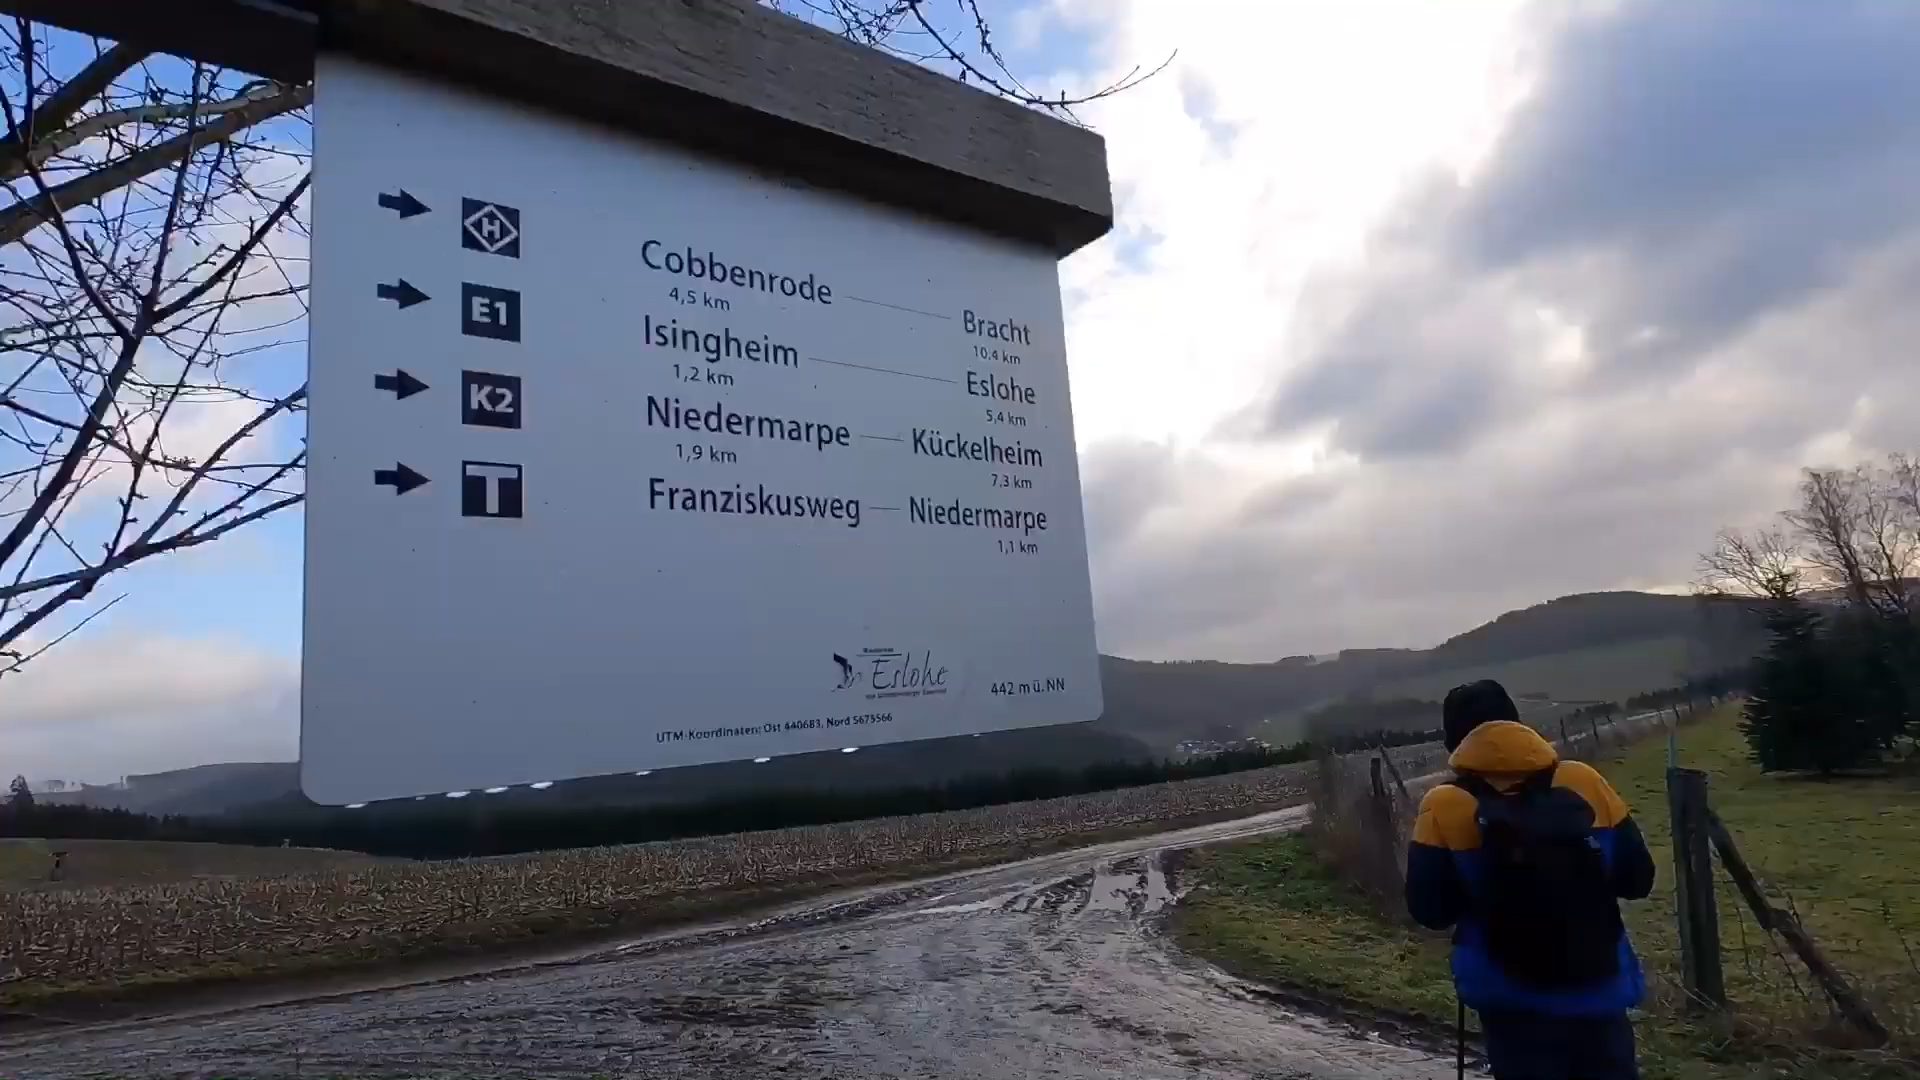 H Cobbenrode Bracht
4,5 km 10.4 km
E1 Isingheim Eslohe
1,2 km 5,4 km
K2 Niedermarpe Kückelheim
1,9 km 7.3 km
T Franziskusweg Niedermarpe
1,1 km
Eslohe
442 m ü. NN
UTM-Koordinaten: Ost 440683, Nord 5675566